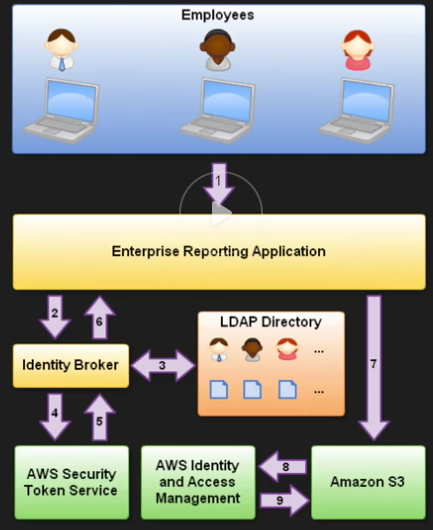 Employees
1
Enterprise Reporting Application
2
6
LDAP Directory
...
Identity Broker
3
7
...
4
5
AWS Security
Token Service
AWS Identity
and Access
Management
8
9
Amazon S3